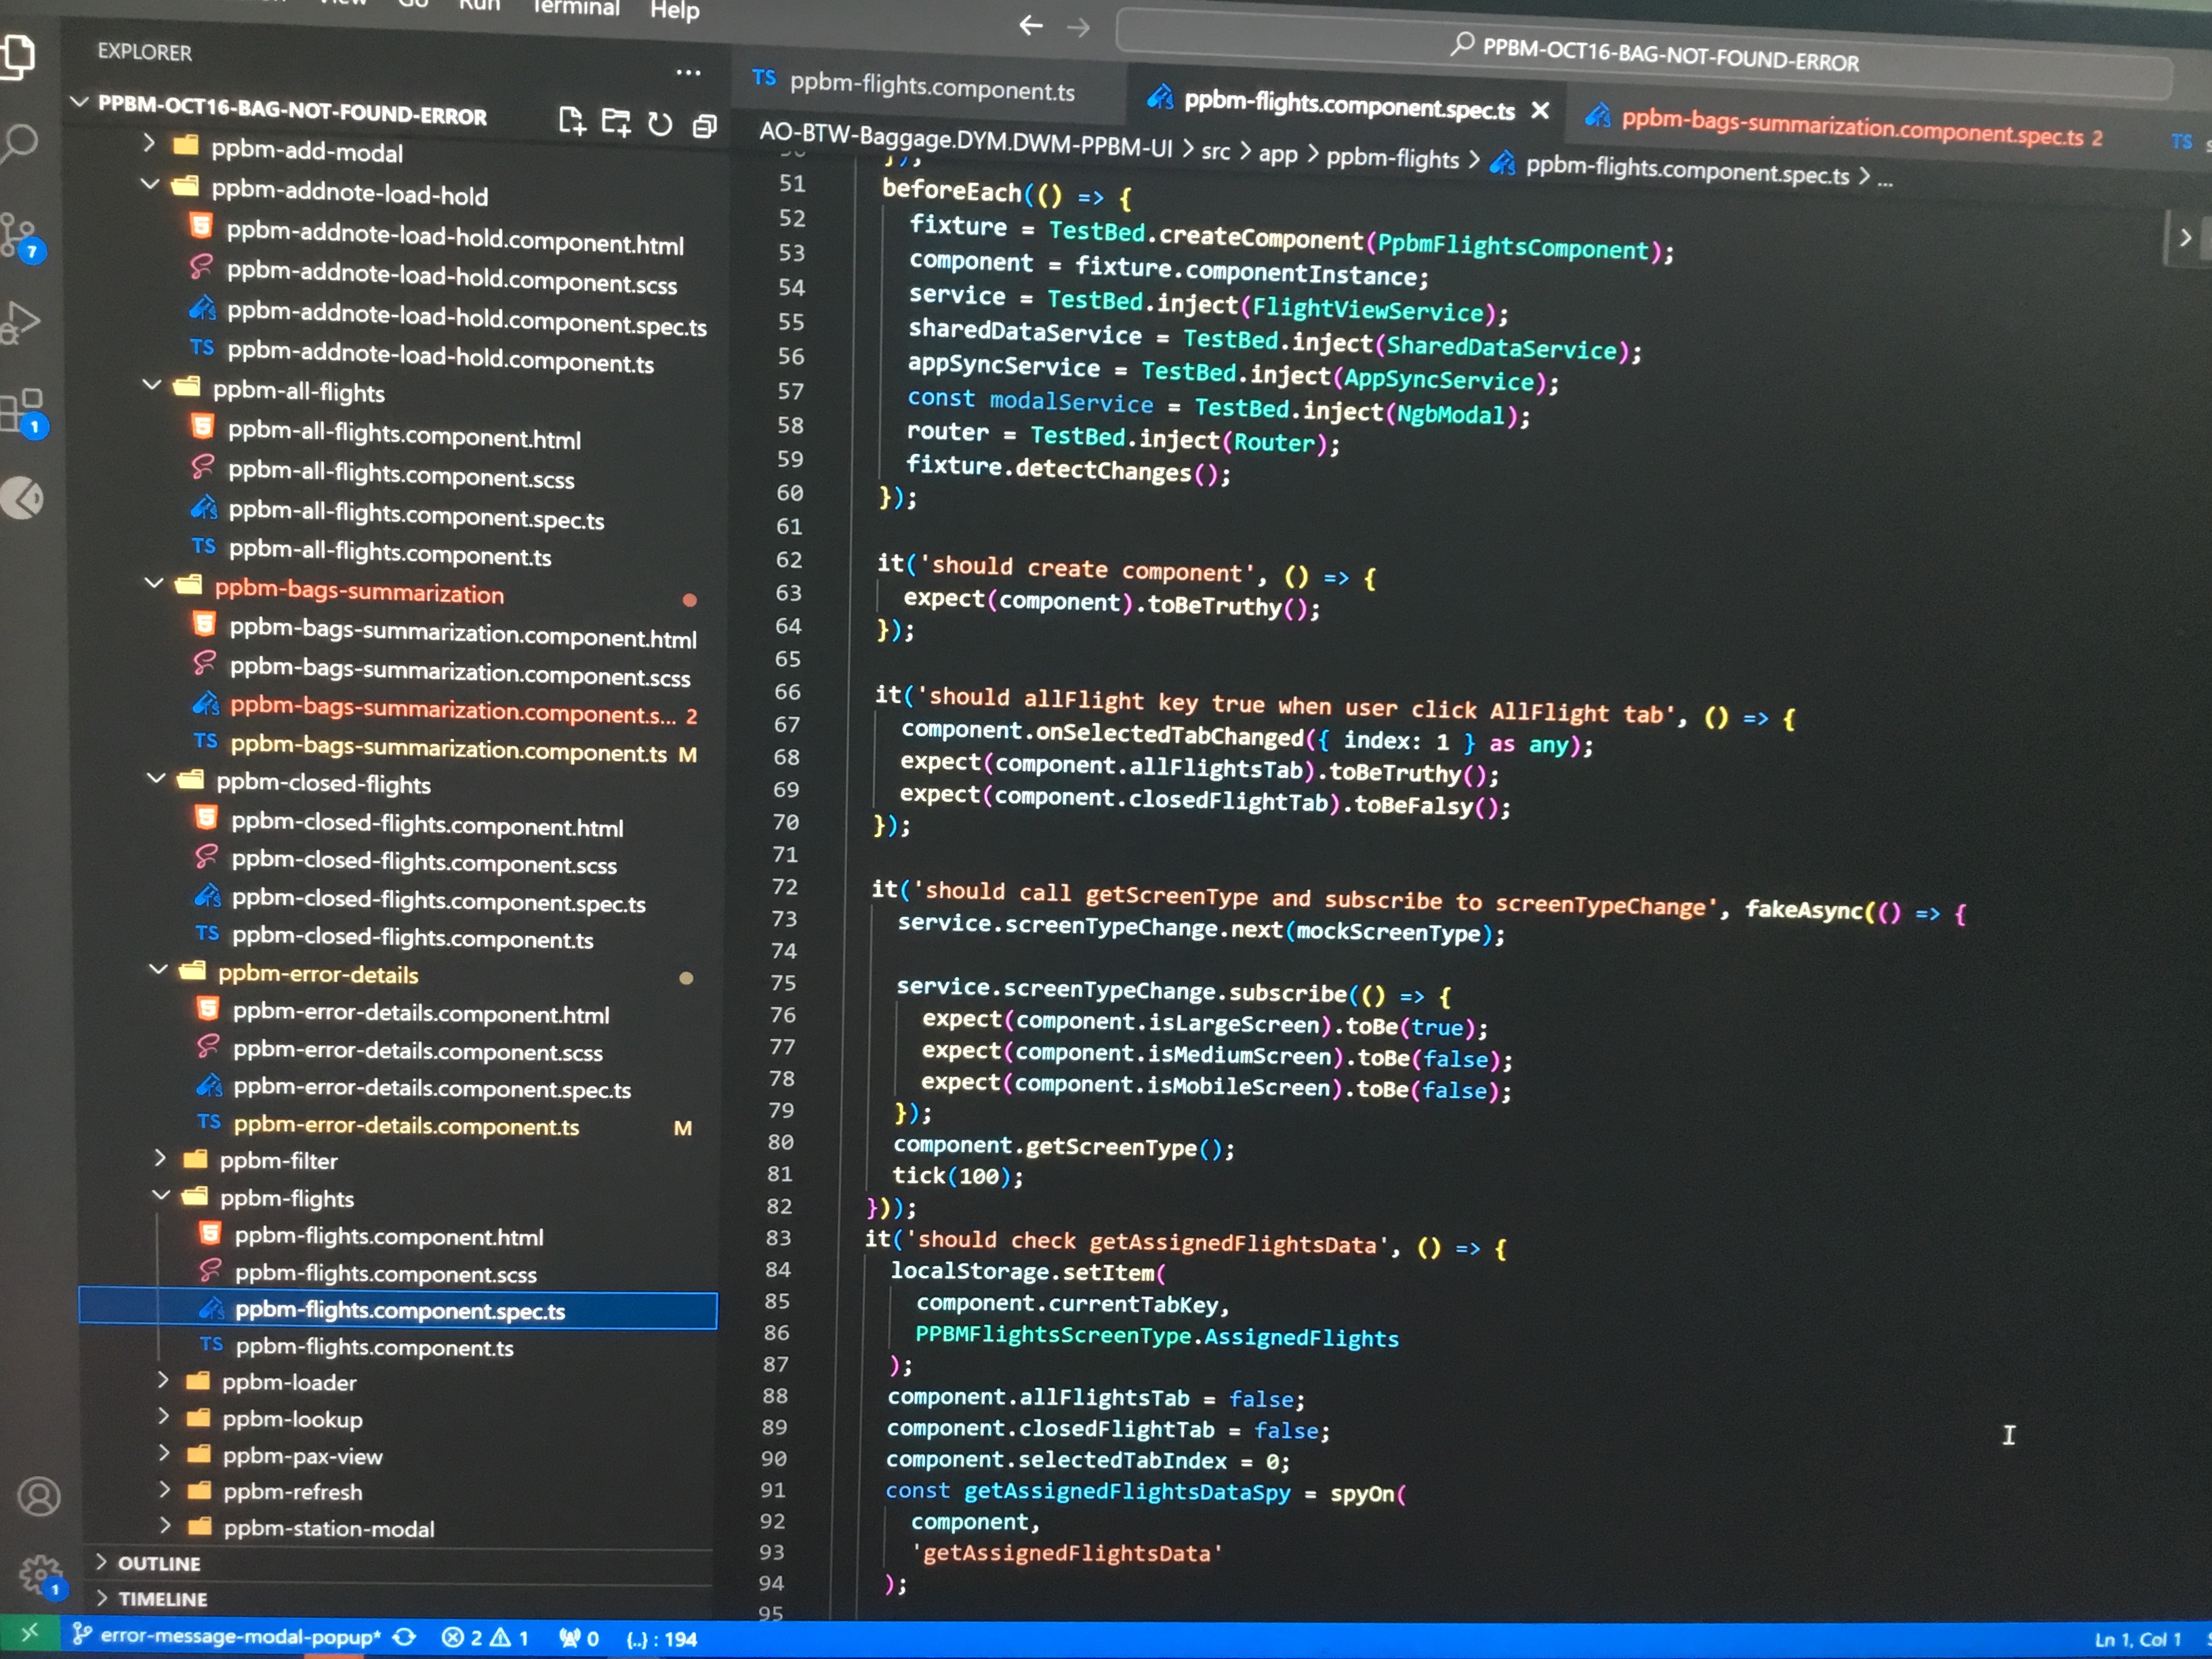 Go Run Terminal Help
PPBM-OCT16-BAG-NOT-FOUND-ERROR
EXPLORER
PPBM-OCT16-BAG-NOT-FOUND-ERROR
ppbm-add-modal
ppbm-addnote-load-hold
ppbm-addnote-load-hold.component.html
ppbm-addnote-load-hold.component.scss
ppbm-addnote-load-hold.component.spec.ts
TS ppbm-addnote-load-hold.component.ts
ppbm-all-flights
ppbm-all-flights.component.html
ppbm-all-flights.component.scss
ppbm-all-flights.component.spec.ts
TS ppbm-all-flights.component.ts
ppbm-bags-summarization
ppbm-bags-summarization.component.html
ppbm-bags-summarization.component.scss
ppbm-bags-summarization.component.s... 2
TS ppbm-bags-summarization.component.ts M
ppbm-closed-flights
ppbm-closed-flights.component.html
ppbm-closed-flights.component.scss
ppbm-closed-flights.component.spec.ts
TS ppbm-closed-flights.component.ts
ppbm-error-details
ppbm-error-details.component.html
ppbm-error-details.component.scss
ppbm-error-details.component.spec.ts
TS ppbm-error-details.component.ts M
ppbm-filter
ppbm-flights
ppbm-flights.component.html
ppbm-flights.component.scss
ppbm-flights.component.spec.ts
TS ppbm-flights.component.ts
ppbm-loader
ppbm-lookup
ppbm-pax-view
ppbm-refresh
ppbm-station-modal
OUTLINE
TIMELINE
7
1
1
TS ppbm-flights.component.ts ppbm-flights.component.spec.ts ppbm-bags-summarization.component.spec.ts 2 TS
AO-BTW-Baggage.DYM.DWM-PPBM-UI > src > app > ppbm-flights > ppbm-flights.component.spec.ts > ...
51 beforeEach(() => {
52 fixture = TestBed.createComponent(PpbmFlightsComponent);
53 component = fixture.componentInstance;
54 service = TestBed.inject(FlightViewService);
55 sharedDataService = TestBed.inject(SharedDataService);
56 appSyncService = TestBed.inject(AppSyncService);
57 const modalService = TestBed.inject(NgbModal);
58 router = TestBed.inject(Router);
59 fixture.detectChanges();
60 });
61
62 it('should create component', () => {
63 expect(component).toBeTruthy();
64 });
65
66 it('should allFlight key true when user click AllFlight tab', () => {
67 component.onSelectedTabChanged({ index: 1 } as any);
68 expect(component.allFlightsTab).toBeTruthy();
69 expect(component.closedFlightTab).toBeFalsy();
70 });
71
72 it('should call getScreenType and subscribe to screenTypeChange', fakeAsync(() => {
73 service.screenTypeChange.next(mockScreenType);
74
75 service.screenTypeChange.subscribe(() => {
76 expect(component.isLargeScreen).toBe(true);
77 expect(component.isMediumScreen).toBe(false);
78 expect(component.isMobileScreen).toBe(false);
79 });
80 component.getScreenType();
81 tick(100);
82 }));
83 it('should check getAssignedFlightsData', () => {
84 localStorage.setItem(
85 component.currentTabKey,
86 PPBMFlightsScreenType.AssignedFlights
87 );
88 component.allFlightsTab = false;
89 component.closedFlightTab = false;
90 component.selectedTabIndex = 0;
91 const getAssignedFlightsDataSpy = spyOn(
92 component,
93 'getAssignedFlightsData'
94 );
95
error-message-modal-popup* 2 1 0 {..} : 194 Ln 1, Col 1